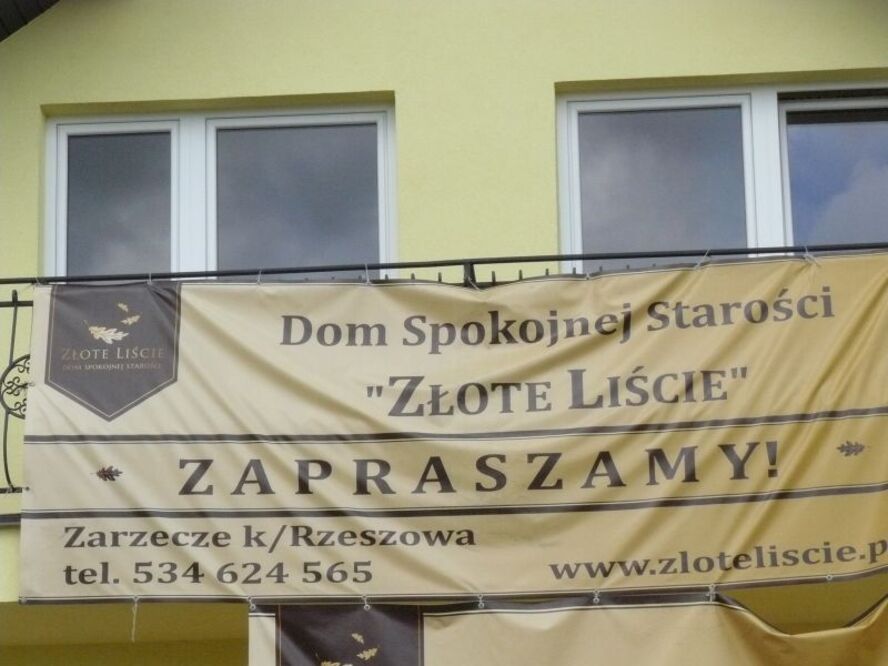 ZŁOTE LIŚCIE
DOM SPOKOJNEJ STAROŚCI
Dom Spokojnej Starości
"ZŁOTE LIŚCIE"
ZAPRASZAMY!
Zarzecze k/Rzeszowa
tel. 534 624 565
www.zloteliscie.p